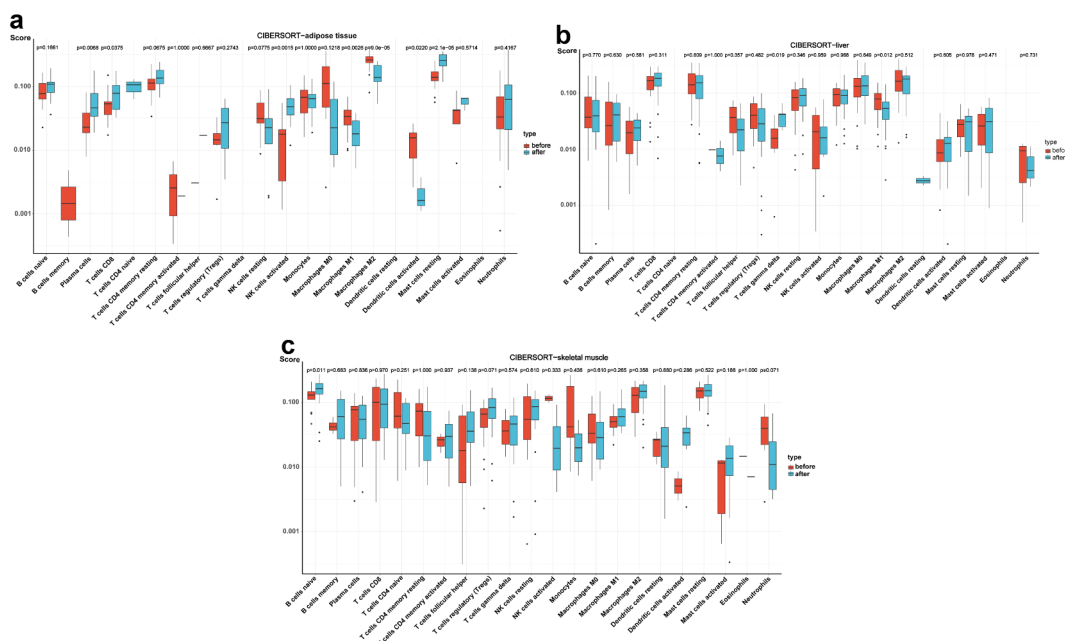 a
CIBERSORT-adipose tissue
Score
p=0.1661 p=0.0068 p=0.0375 p=0.0675 p=1.0000 p=0.6667 p=0.2743 p=0.0775 p=0.0015 p=1.0000 p=0.1218 p=0.0026 p=9.0e-05 p=0.0220 p=2.1e-05 p=0.5714 p=0.4167
0.100
0.010
0.001
type
before
after
B cells naive
B cells memory
Plasma cells
T cells CD8
T cells CD4 naive
T cells CD4 memory resting
T cells CD4 memory activated
T cells follicular helper
T cells regulatory (Tregs)
T cells gamma delta
NK cells resting
NK cells activated
Monocytes
Macrophages M0
Macrophages M1
Macrophages M2
Dendritic cells resting
Dendritic cells activated
Mast cells resting
Mast cells activated
Eosinophils
Neutrophils
b
CIBERSORT-liver
Score
p=0.770 p=0.630 p=0.581 p=0.311 p=0.839 p=1.000 p=0.357 p=0.482 p=0.019 p=0.346 p=0.959 p=0.968 p=0.649 p=0.012 p=0.512 p=0.605 p=0.978 p=0.471 p=0.731
0.100
0.010
0.001
type
before
after
B cells naive
B cells memory
Plasma cells
T cells CD8
T cells CD4 naive
T cells CD4 memory resting
T cells CD4 memory activated
T cells follicular helper
T cells regulatory (Tregs)
T cells gamma delta
NK cells resting
NK cells activated
Monocytes
Macrophages M0
Macrophages M1
Macrophages M2
Dendritic cells resting
Dendritic cells activated
Mast cells resting
Mast cells activated
Eosinophils
Neutrophils
c
CIBERSORT-skeletal muscle
Score
p=0.011 p=0.683 p=0.836 p=0.970 p=0.251 p=1.000 p=0.937 p=0.138 p=0.071 p=0.574 p=0.610 p=0.333 p=0.436 p=0.610 p=0.265 p=0.358 p=0.880 p=0.286 p=0.522 p=0.166 p=1.000 p=0.071
0.100
0.010
0.001
type
before
after
B cells naive
B cells memory
Plasma cells
T cells CD8
T cells CD4 naive
T cells CD4 memory resting
T cells CD4 memory activated
T cells follicular helper
T cells regulatory (Tregs)
T cells gamma delta
NK cells resting
NK cells activated
Monocytes
Macrophages M0
Macrophages M1
Macrophages M2
Dendritic cells resting
Dendritic cells activated
Mast cells resting
Mast cells activated
Eosinophils
Neutrophils